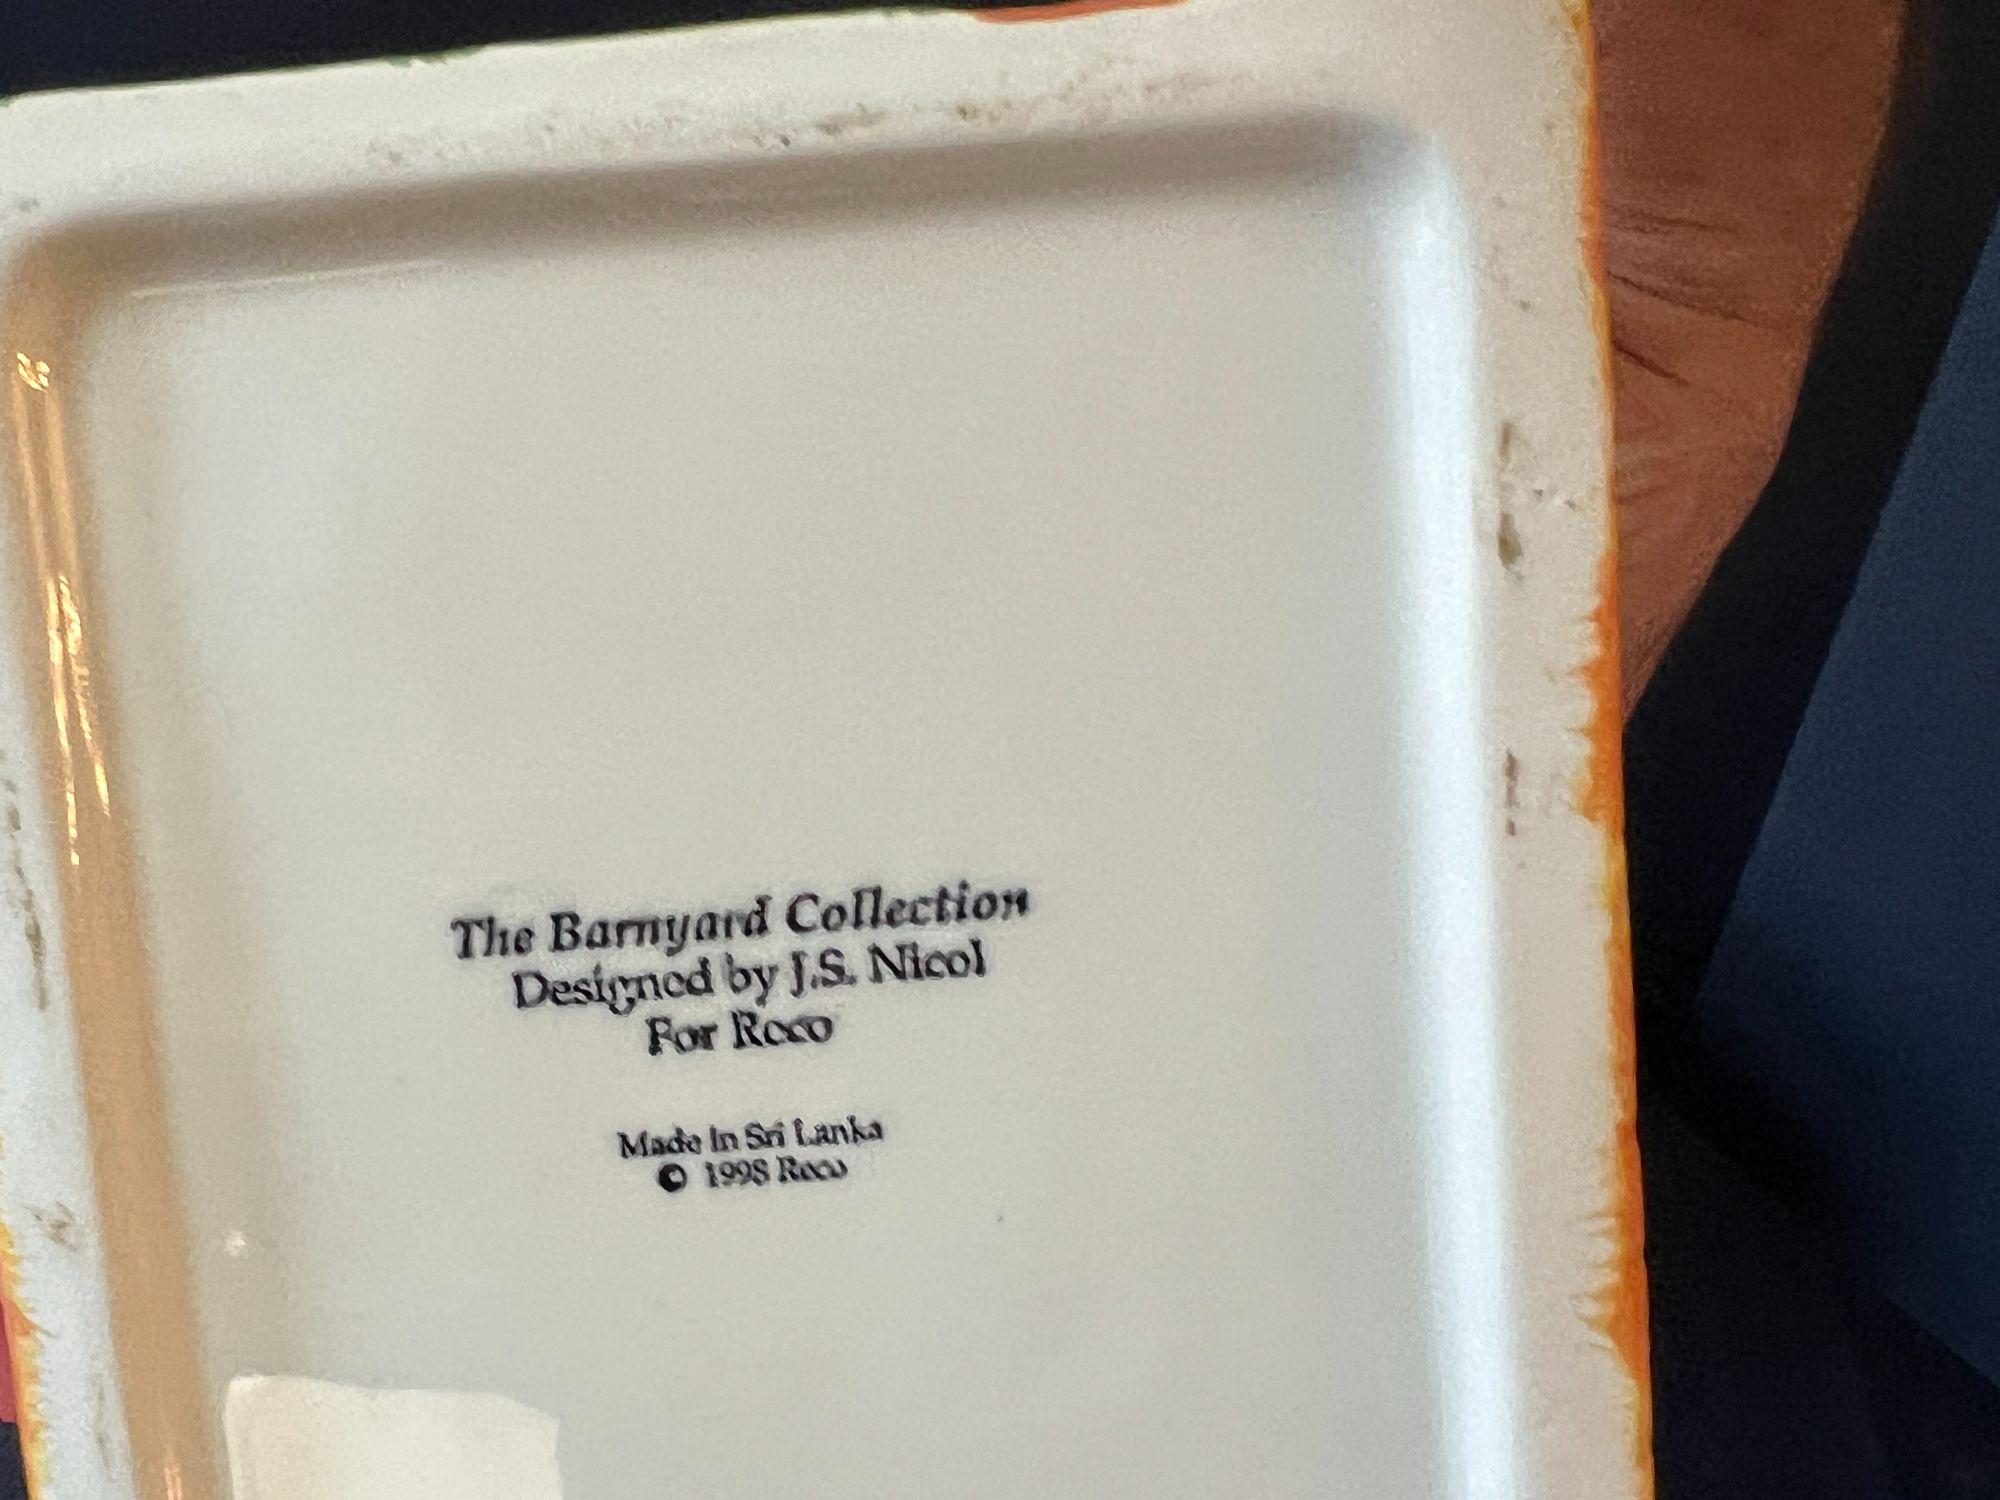 The Barnyard Collection
Designed by J.S. Nicol
For Roco
Made In Sri Lanka
© 1998 Roco